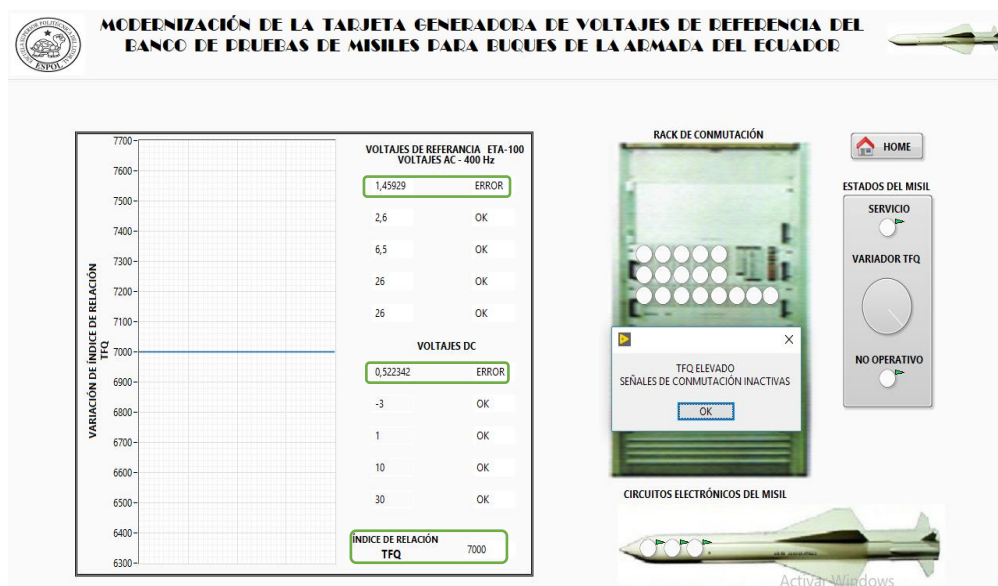 MODERNIZACIÓN DE LA TARJETA GENERADORA DE VOLTAJES DE REFERENCIA DEL
BANCO DE PRUEBAS DE MISILES PARA BUQUES DE LA ARMADA DEL ECUADOR
ESPOL
VARIACIÓN DE ÍNDICE DE RELACIÓN
TFQ
7700
7600
7500
7400
7300
7200
7100
7000
6900
6800
6700
6600
6500
6400
6300
VOLTAJES DE REFERANCIA ETA-100
VOLTAJES AC - 400 Hz
1,45929 ERROR
2,6 OK
6,5 OK
26 OK
26 OK
VOLTAJES DC
0,522342 ERROR
-3 OK
1 OK
10 OK
30 OK
ÍNDICE DE RELACIÓN
TFQ 7000
RACK DE CONMUTACIÓN
TFQ ELEVADO
SEÑALES DE CONMUTACIÓN INACTIVAS
OK
CIRCUITOS ELECTRÓNICOS DEL MISIL
HOME
ESTADOS DEL MISIL
SERVICIO
VARIADOR TFQ
NO OPERATIVO
Activar Windows